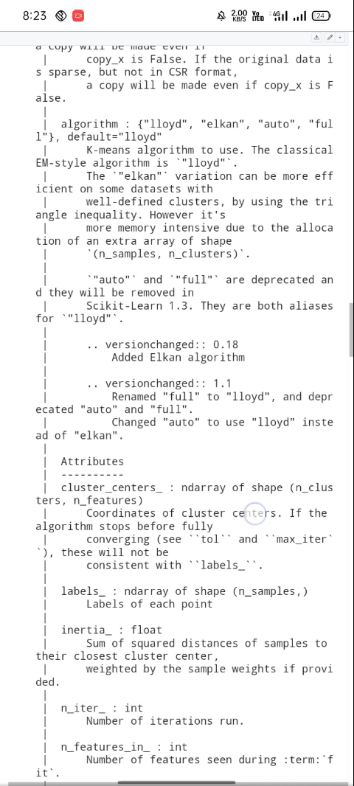 8:23
2.00 KB/S
24
a copy will be made even if
| copy_x is False. If the original data i
s sparse, but not in CSR format,
| a copy will be made even if copy_x is F
alse.
|
| algorithm : {"lloyd", "elkan", "auto", "ful
l"}, default="lloyd"
| K-means algorithm to use. The classical
EM-style algorithm is `"lloyd"`.
| The `"elkan"` variation can be more eff
icient on some datasets with
| well-defined clusters, by using the tri
angle inequality. However it's
| more memory intensive due to the alloca
tion of an extra array of shape
| `(n_samples, n_clusters)`.
|
| `"auto"` and `"full"` are deprecated an
d they will be removed in
| Scikit-Learn 1.3. They are both aliases
for `"lloyd"`.
|
| .. versionchanged:: 0.18
| Added Elkan algorithm
|
| .. versionchanged:: 1.1
| Renamed "full" to "lloyd", and depr
ecated "auto" and "full".
| Changed "auto" to use "lloyd" inste
ad of "elkan".
|
| Attributes
| ----------
| cluster_centers_ : ndarray of shape (n_clus
ters, n_features)
| Coordinates of cluster centers. If the
algorithm stops before fully
| converging (see ``tol`` and ``max_iter`
`), these will not be
| consistent with ``labels_``.
|
| labels_ : ndarray of shape (n_samples,)
| Labels of each point
|
| inertia_ : float
| Sum of squared distances of samples to
their closest cluster center,
| weighted by the sample weights if provi
ded.
|
| n_iter_ : int
| Number of iterations run.
|
| n_features_in_ : int
| Number of features seen during :term:`f
it`.